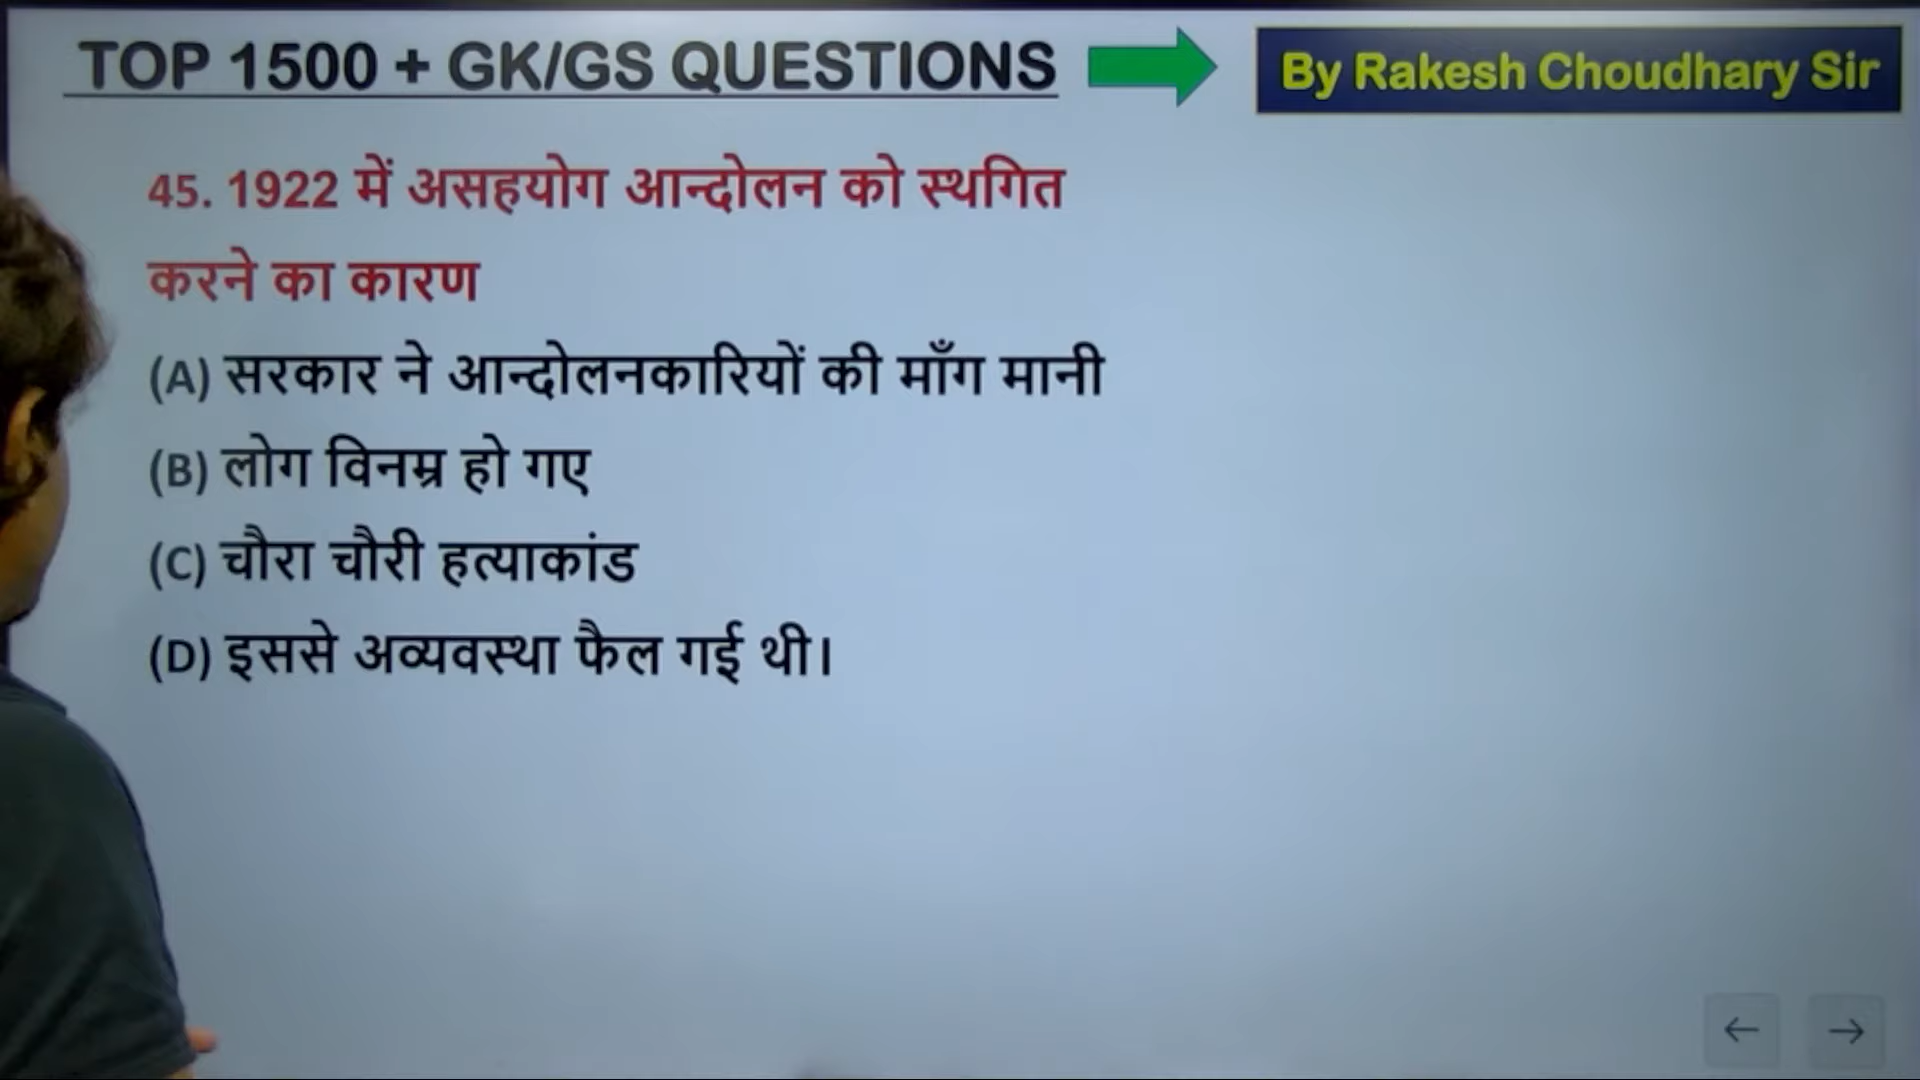 TOP 1500 + GK/GS QUESTIONS
By Rakesh Choudhary Sir
45. 1922 में असहयोग आन्दोलन को स्थगित
करने का कारण
(A) सरकार ने आन्दोलनकारियों की माँग मानी
(B) लोग विनम्र हो गए
(C) चौरा चौरी हत्याकांड
(D) इससे अव्यवस्था फैल गई थी।